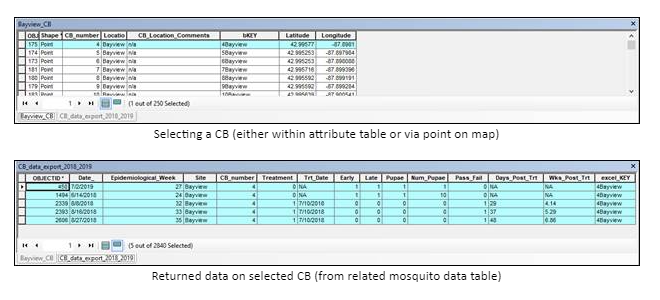 Bayview_CB
OBJ Shape * CB_number Locatio CB_Location_Comments bKEY Latitude Longitude
175 Point 4 Bayview n/a 4Bayview 42.99577 -87.8981
174 Point 5 Bayview n/a 5Bayview 42.995253 -87.897984
173 Point 6 Bayview n/a 6Bayview 42.995253
181 Point 7 Bayview n/a 7Bayview 42.995716 -87.899396
180 Point 8 Bayview n/a 8Bayview 42.995592 -87.899191
179 Point 9 Bayview n/a 9Bayview 42.995592 -87.899284
183 Point 10 Bayview n/a 10Bayview
1 (1 out of 250 Selected)
Bayview_CB CB_data_export_2018_2019
Selecting a CB (either within attribute table or via point on map)
CB_data_export_2018_2019
OBJECTID * Date_ Epidemiological_Week Site CB_number Treatment Trt_Date Early Late Pupae Num_Pupae Pass_Fail Days_Post_Trt Wks_Post_Trt excel_KEY
7/2/2019 27 Bayview 4 0 NA 1 1 1 1 0 NA NA 4Bayview
1494 6/14/2018 24 Bayview 4 0 NA 1 1 1 10 0 NA NA 4Bayview
2339 8/8/2018 32 Bayview 4 1 7/10/2018 0 0 0 0 1 29 4.14 4Bayview
2393 8/16/2018 33 Bayview 4 1 7/10/2018 0 0 0 0 1 37 5.29 4Bayview
2606 8/27/2018 35 Bayview 4 1 7/10/2018 0 0 0 0 1 48 6.86 4Bayview
1 (5 out of 2840 Selected)
Bayview_CB CB_data_export_2018_2019
Returned data on selected CB (from related mosquito data table)